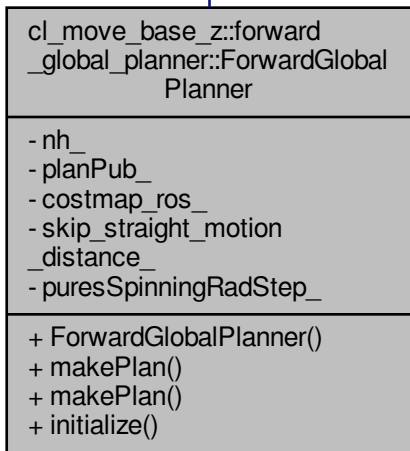 cl_move_base_z::forward
_global_planner::ForwardGlobal
Planner
- nh_
- planPub_
- costmap_ros_
- skip_straight_motion
_distance_
- puresSpinningRadStep_
+ ForwardGlobalPlanner()
+ makePlan()
+ makePlan()
+ initialize()